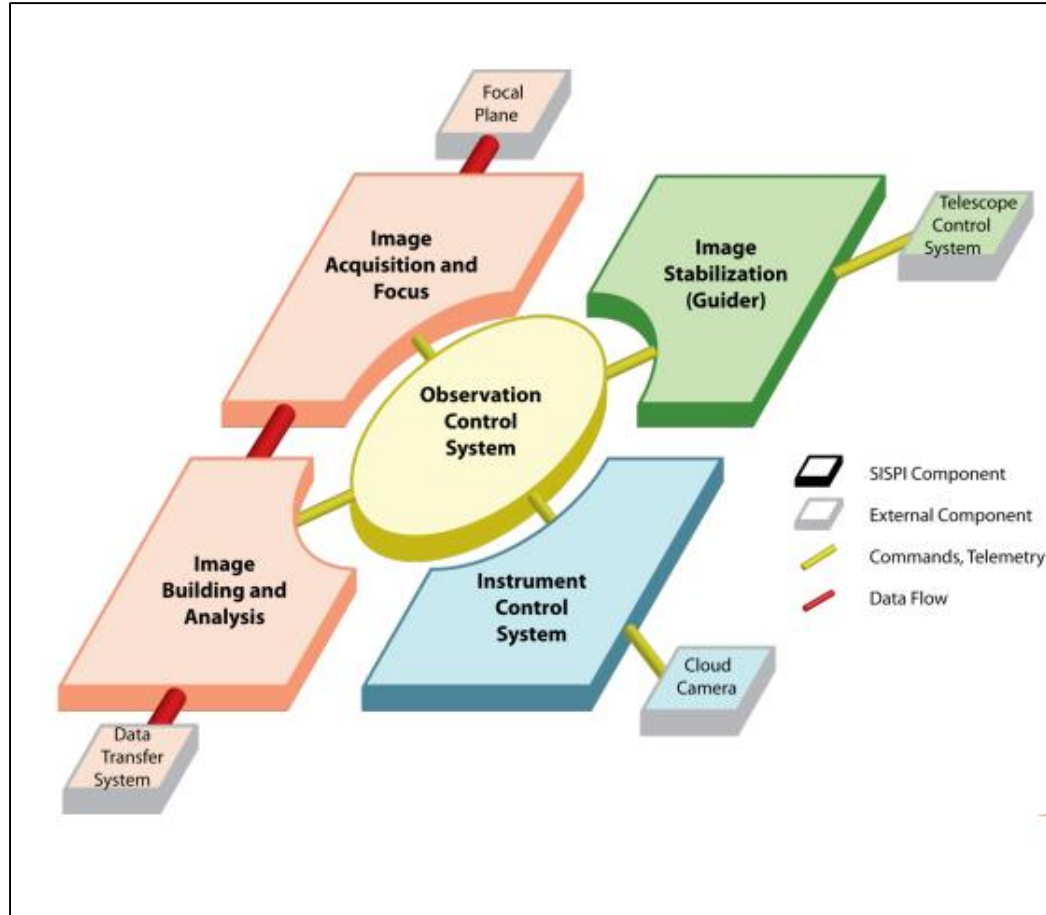 Focal
Plane
Image
Acquisition and
Focus
Image
Stabilization
(Guider)
Telescope
Control
System
Observation
Control
System
SISPI Component
External Component
Commands, Telemetry
Data Flow
Image
Building and
Analysis
Instrument
Control
System
Cloud
Camera
Data
Transfer
System